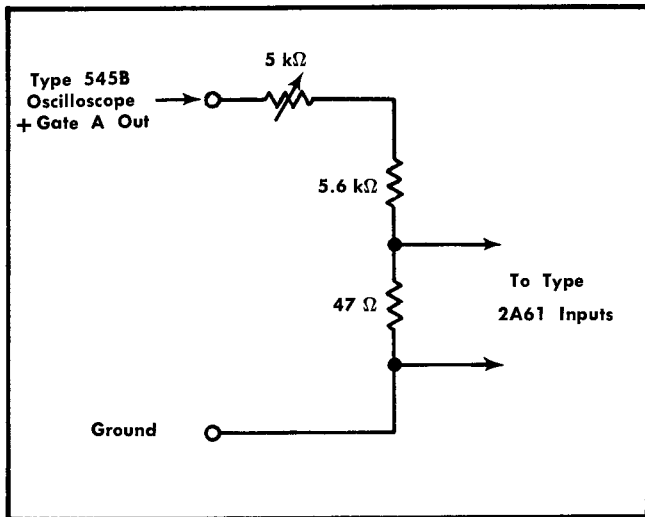 5 kΩ
Type 545B
Oscilloscope
+ Gate A Out
5.6 kΩ
47 Ω
To Type
2A61 Inputs
Ground